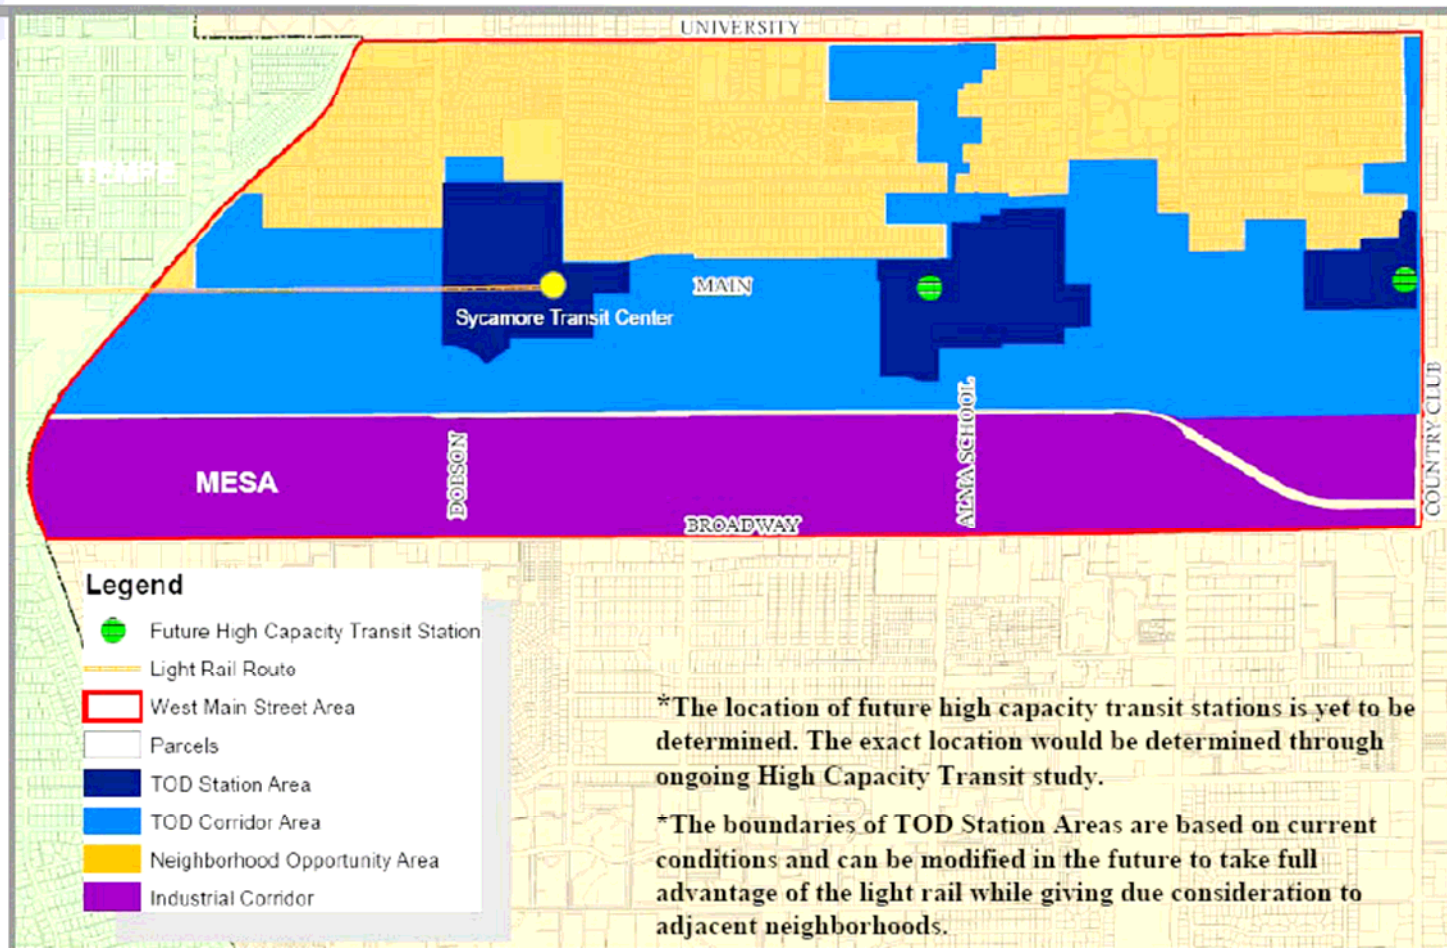 UNIVERSITY
TEMPE
MAIN
Sycamore Transit Center
COUNTRY CLUB
ALMA SCHOOL
DOBSON
MESA
BROADWAY
Legend
Future High Capacity Transit Station
Light Rail Route
West Main Street Area
Parcels
TOD Station Area
TOD Corridor Area
Neighborhood Opportunity Area
Industrial Corridor
*The location of future high capacity transit stations is yet to be
determined. The exact location would be determined through
ongoing High Capacity Transit study.
*The boundaries of TOD Station Areas are based on current
conditions and can be modified in the future to take full
advantage of the light rail while giving due consideration to
adjacent neighborhoods.